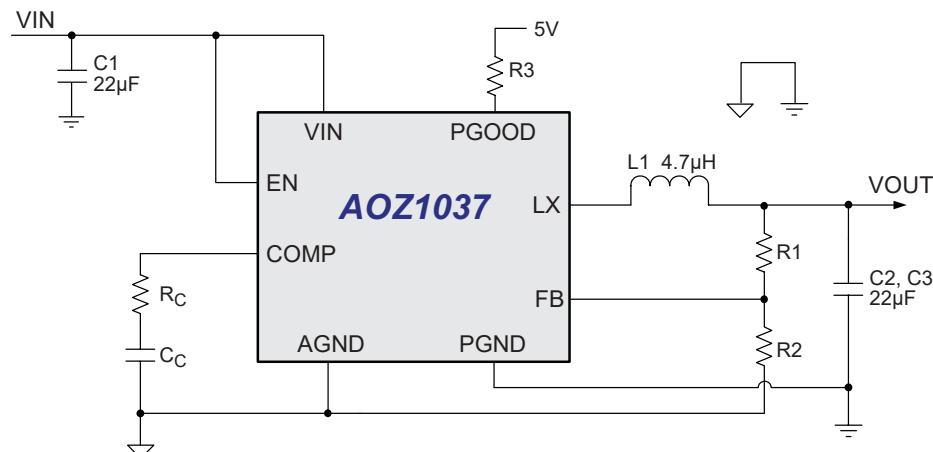 VIN
C1
22µF
5V
R3
VIN
PGOOD
EN
AOZ1037
LX
L1 4.7µH
VOUT
COMP
R1
RC
FB
C2, C3
22µF
CC
AGND
PGND
R2